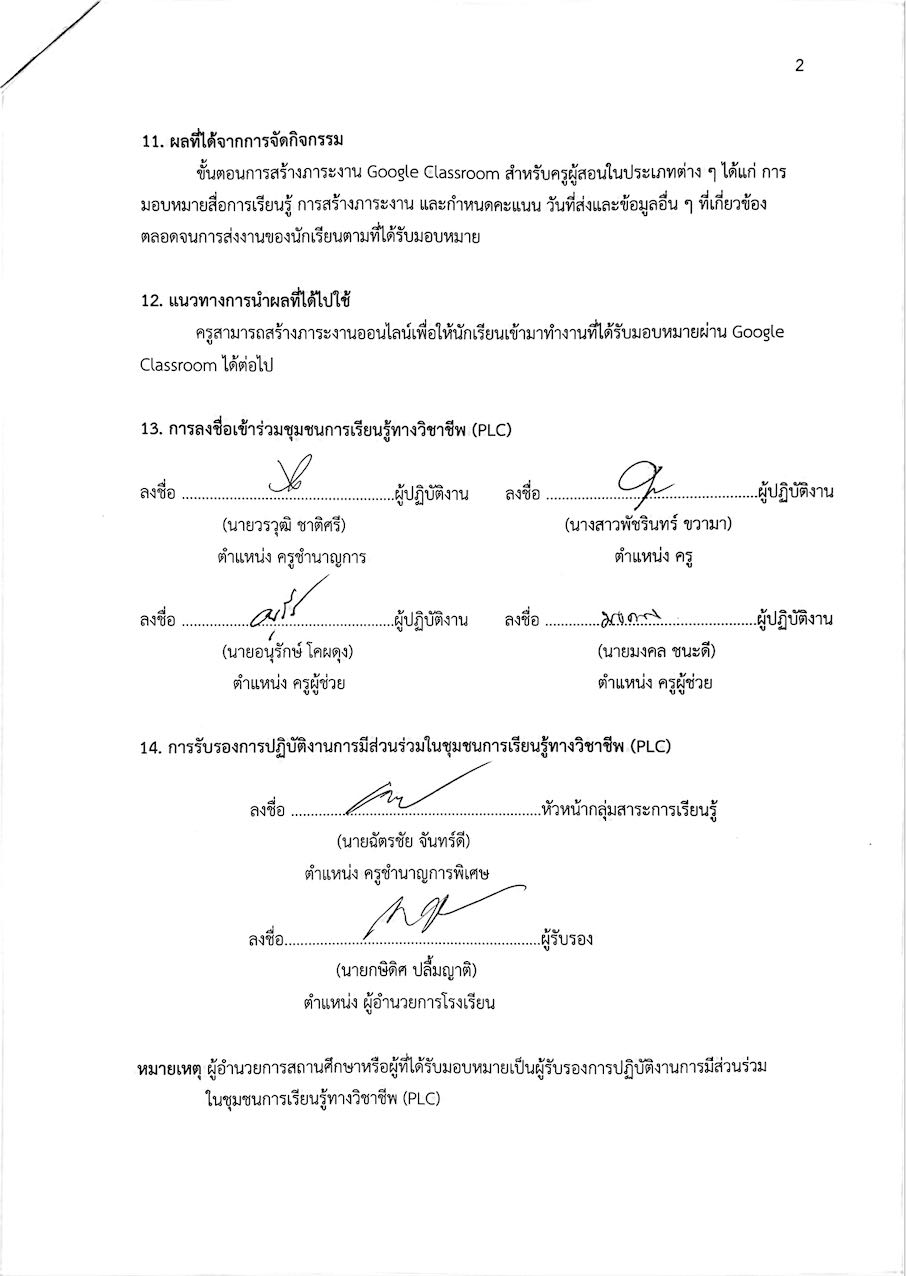 2
11. ผลที่ได้จากการจัดกิจกรรม
ขั้นตอนการสร้างภาระงาน Google Classroom สำหรับครูผู้สอนในประเภทต่าง ๆ ได้แก่ การ
มอบหมายสื่อการเรียนรู้ การสร้างภาระงาน และกำหนดคะแนน วันที่ส่งและข้อมูลอื่น ๆ ที่เกี่ยวข้อง
ตลอดจนการส่งงานของนักเรียนตามที่ได้รับมอบหมาย
12. แนวทางการนำผลที่ได้ไปใช้
ครูสามารถสร้างภาระงานออนไลน์เพื่อให้นักเรียนเข้ามาทำงานที่ได้รับมอบหมายผ่าน Google
Classroom ได้ต่อไป
13. การลงชื่อเข้าร่วมชุมชนการเรียนรู้ทางวิชาชีพ (PLC)
ลงชื่อ ......................................................ผู้ปฏิบัติงาน ลงชื่อ ......................................................ผู้ปฏิบัติงาน
(นายวรวุฒิ ชาติศรี) (นางสาวพัชรินทร์ ขวามา)
ตำแหน่ง ครูชำนาญการ ตำแหน่ง ครู
ลงชื่อ ......................................................ผู้ปฏิบัติงาน ลงชื่อ ......................................................ผู้ปฏิบัติงาน
(นายอนุรักษ์ โคผดุง) (นายมงคล ชนะดี)
ตำแหน่ง ครูผู้ช่วย ตำแหน่ง ครูผู้ช่วย
14. การรับรองการปฏิบัติงานการมีส่วนร่วมในชุมชนการเรียนรู้ทางวิชาชีพ (PLC)
ลงชื่อ ................................................................หัวหน้ากลุ่มสาระการเรียนรู้
(นายฉัตรชัย จันทร์ดี)
ตำแหน่ง ครูชำนาญการพิเศษ
ลงชื่อ.................................................................ผู้รับรอง
(นายกษิดิศ ปลื้มญาติ)
ตำแหน่ง ผู้อำนวยการโรงเรียน
หมายเหตุ ผู้อำนวยการสถานศึกษาหรือผู้ที่ได้รับมอบหมายเป็นผู้รับรองการปฏิบัติงานการมีส่วนร่วม
ในชุมชนการเรียนรู้ทางวิชาชีพ (PLC)